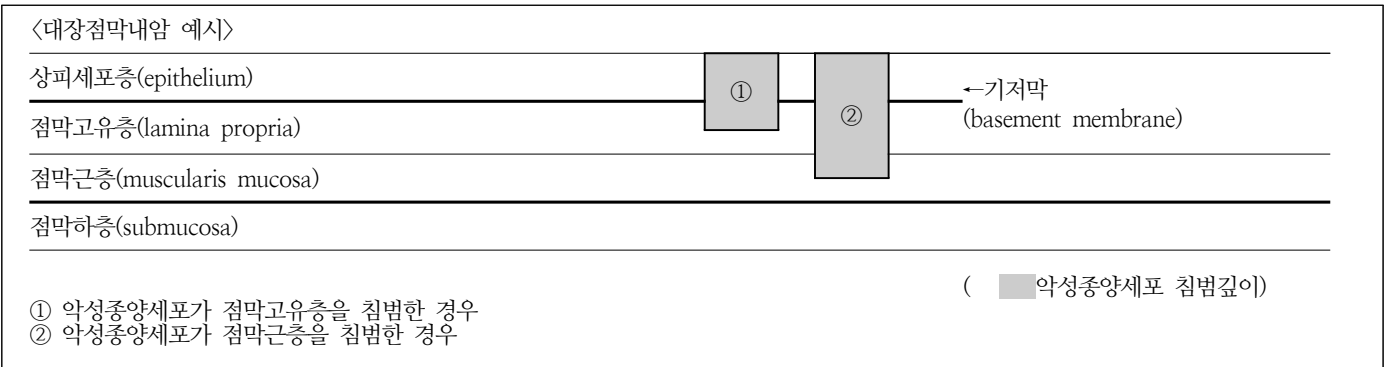 〈대장점막내암 예시〉
상피세포층(epithelium)
①
←기저막
②
점막고유층(lamina propria)
(basement membrane)
점막근층(muscularis mucosa)
점막하층(submucosa)
( 악성종양세포 침범깊이)
① 악성종양세포가 점막고유층을 침범한 경우
② 악성종양세포가 점막근층을 침범한 경우